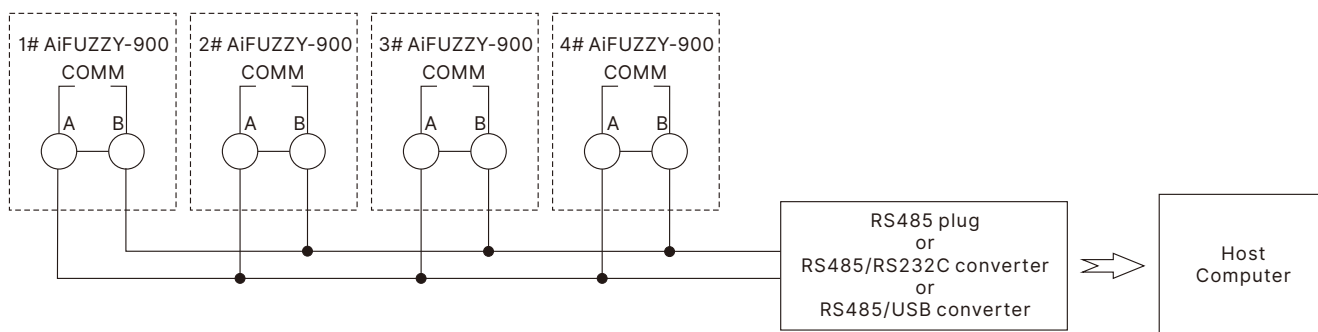 1# AiFUZZY-900
COMM
A B
2# AiFUZZY-900
COMM
A B
3# AiFUZZY-900
COMM
A B
4# AiFUZZY-900
COMM
A B
RS485 plug
or
RS485/RS232C converter
or
RS485/USB converter
Host
Computer